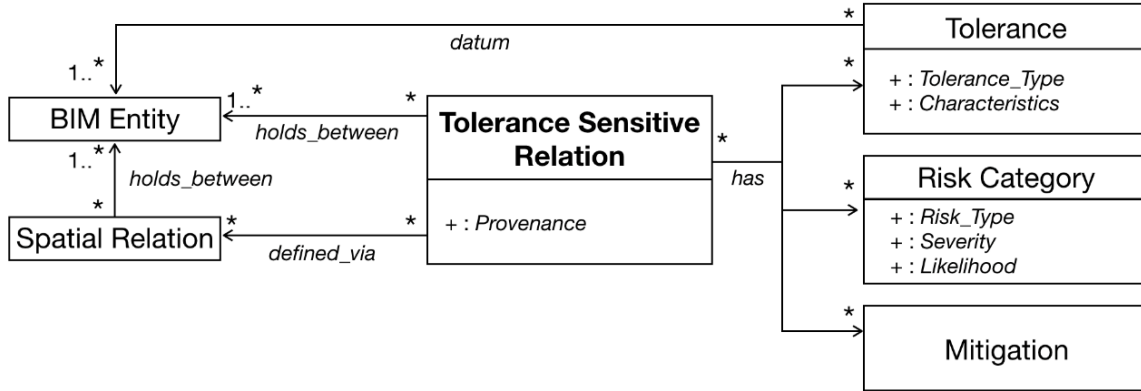 *
Tolerance
datum
1..*
*
+ : Tolerance_Type
+ : Characteristics
BIM Entity
1..*
*
holds_between
Tolerance Sensitive
Relation
*
has
1..*
holds_between
*
Risk Category
*
+ : Risk_Type
+ : Severity
+ : Likelihood
Spatial Relation
*
*
defined_via
+ : Provenance
*
Mitigation